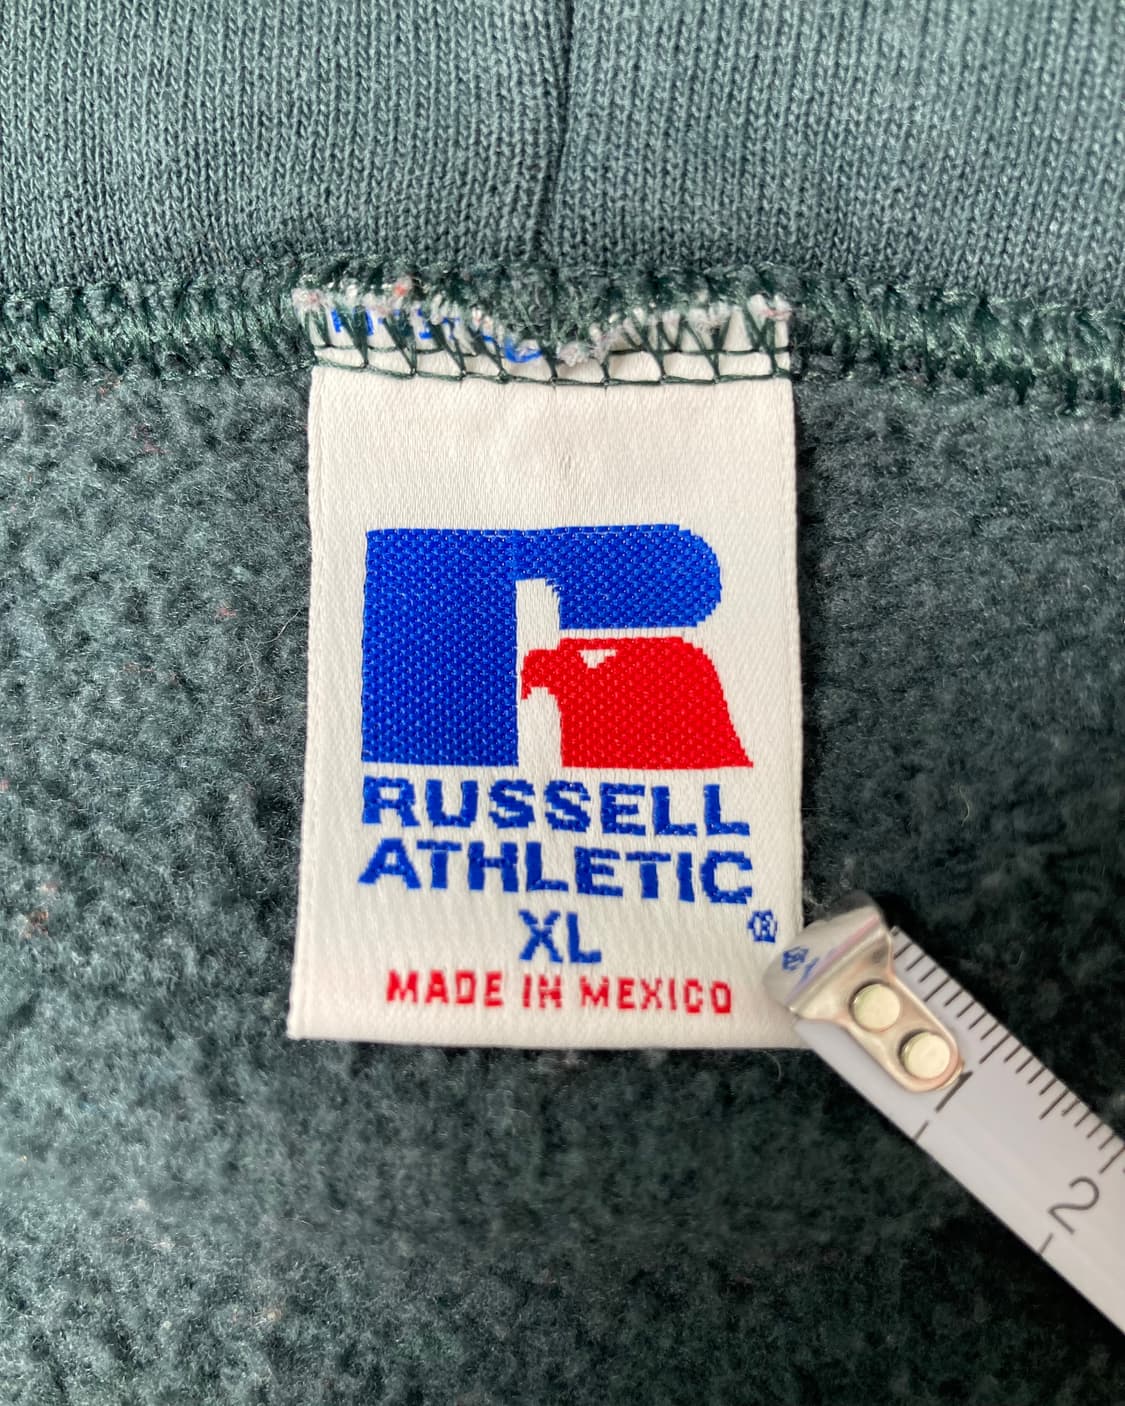 RUSSELL
ATHLETIC
®
XL
MADE IN MEXICO
1
2